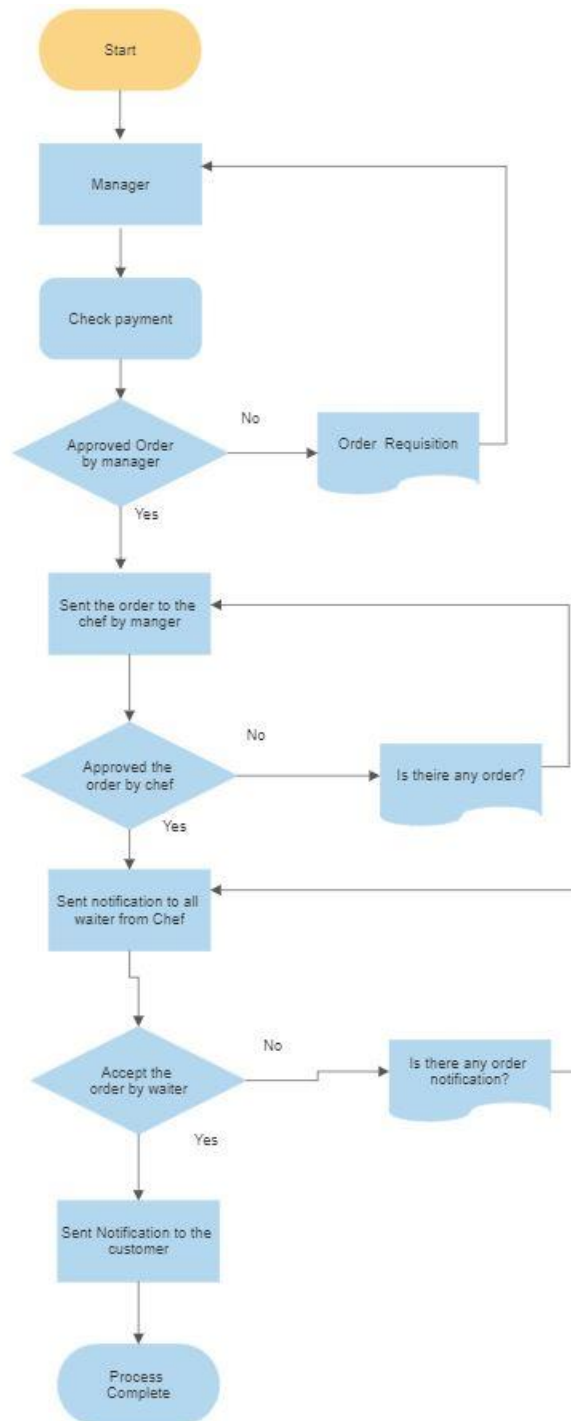 Start
Manager
Check payment
No
Approved Order
by manager
Order Requisition
Yes
Sent the order to the
chef by manger
No
Approved the
order by chef
Is theire any order?
Yes
Sent notification to all
waiter from Chef
No
Accept the
order by waiter
Is there any order
notification?
Yes
Sent Notification to the
customer
Process
Complete